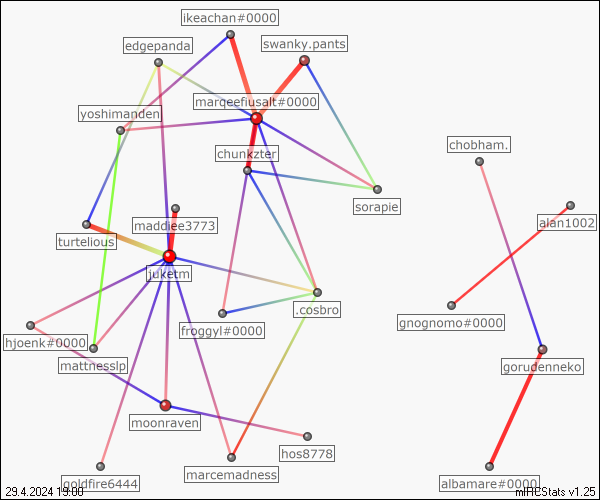 ikeachan#0000
edgepanda
swanky.pants
marqeefiusalt#0000
yoshimanden
chobham.
chunkzter
sorapie
alan1002
maddiee3773
turtelious
juketm
.cosbro
gnognomo#0000
froggyl#0000
hjoenk#0000
mattnesslp
gorudenneko
moonraven
hos8778
marcemadness
goldfire6444
albamare#0000
29.4.2024 19:00
mIRCStats v1.25